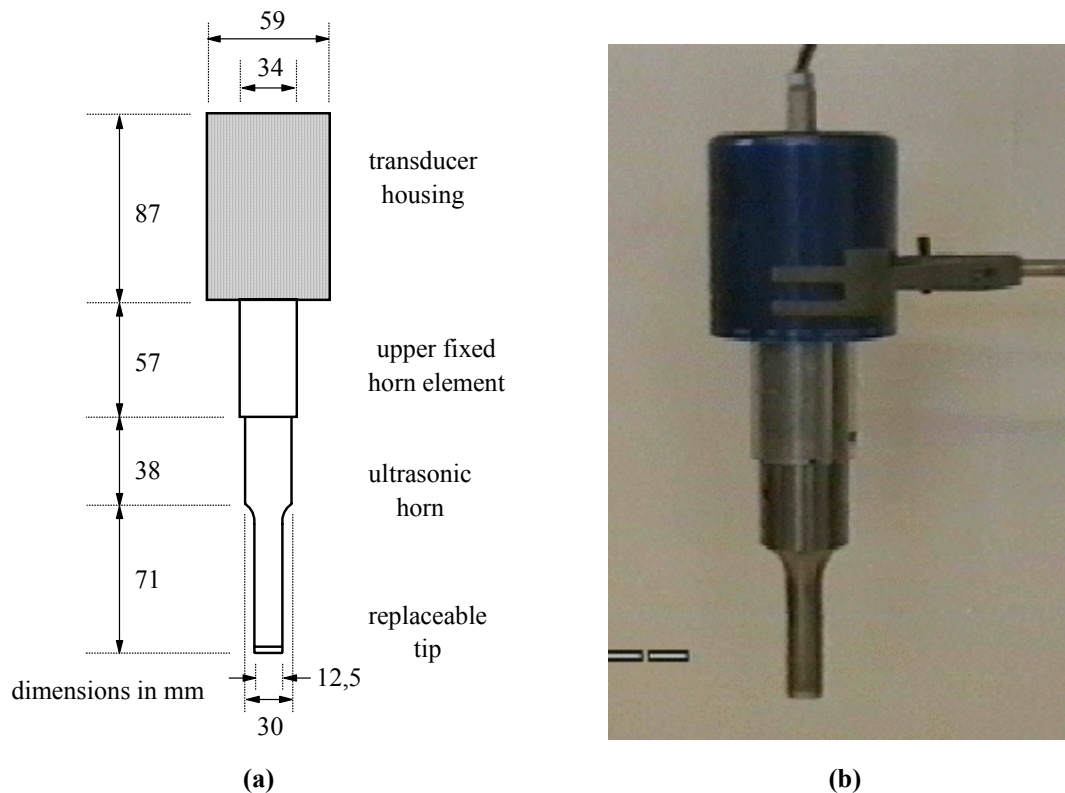 59
34
transducer
housing
87
upper fixed
horn element
57
ultrasonic
horn
38
71
replaceable
tip
dimensions in mm
12,5
30
(a)
(b)